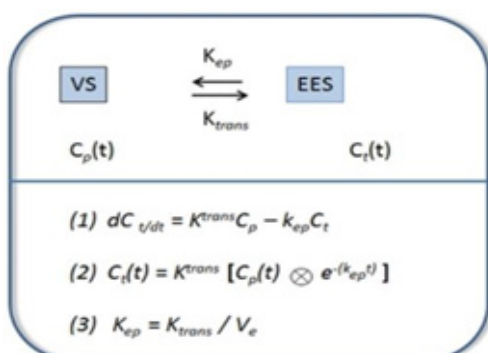 K_ep
VS EES
K_trans
C_p(t) C_t(t)
(1) dC_t/dt = K^trans C_p – k_ep C_t
(2) C_t(t) = K^trans [C_p(t) ⊗ e^-(k_ep t) ]
(3) K_ep = K_trans / V_e